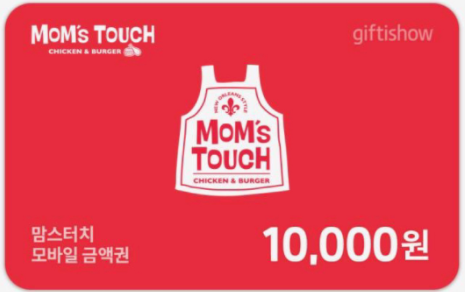 MOM's TOUCH
CHICKEN & BURGER
giftishow
NEW ORLEANS STYLE
MOM's
TOUCH
CHICKEN & BURGER
맘스터치
모바일 금액권
10,000원